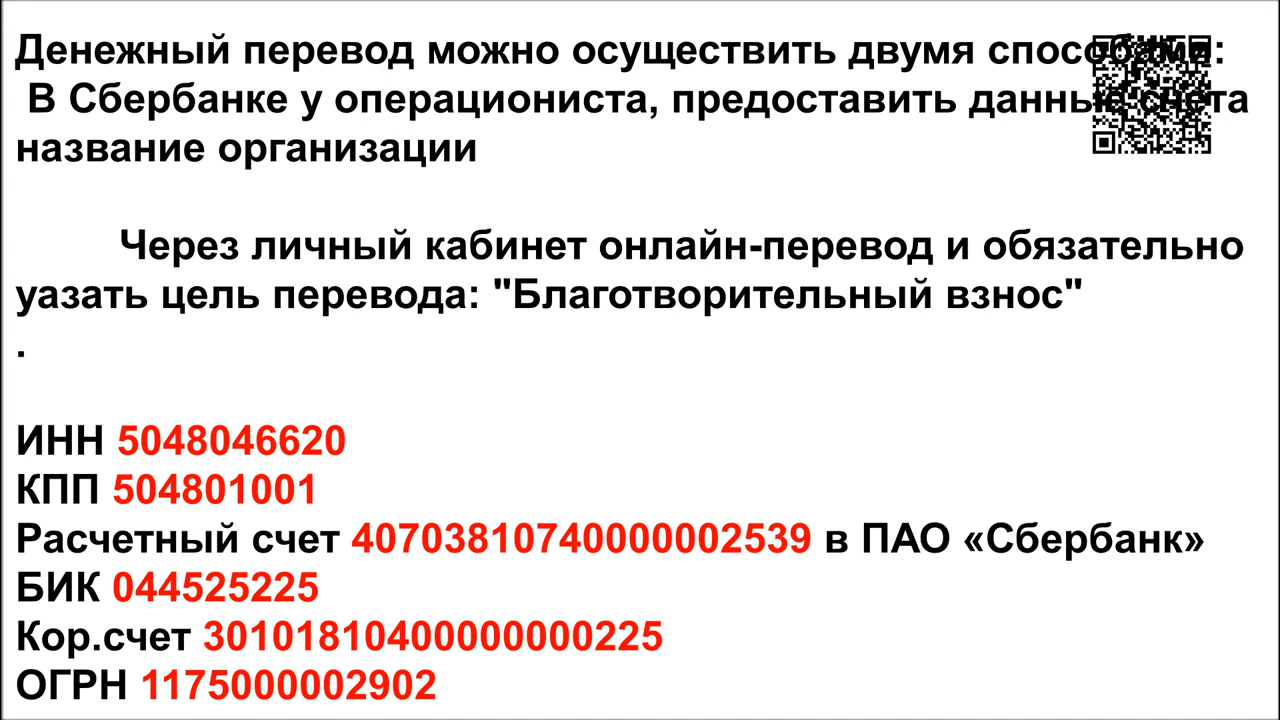 Денежный перевод можно осуществить двумя способами:
В Сбербанке у операциониста, предоставить данные счета
название организации
Через личный кабинет онлайн-перевод и обязательно
уазать цель перевода: "Благотворительный взнос"
.
ИНН 5048046620
КПП 504801001
Расчетный счет 40703810740000002539 в ПАО «Сбербанк»
БИК 044525225
Кор.счет 30101810400000000225
ОГРН 1175000002902